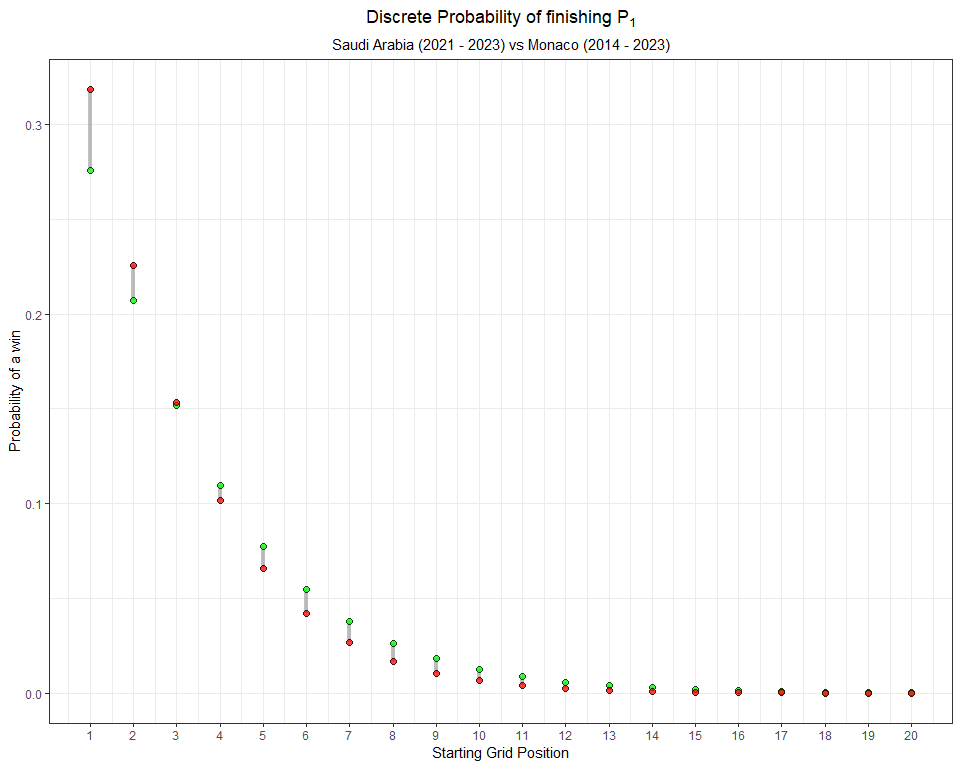 Discrete Probability of finishing P₁
Saudi Arabia (2021 - 2023) vs Monaco (2014 - 2023)
Probability of a win
0.3
0.2
0.1
0.0
1 2 3 4 5 6 7 8 9 10 11 12 13 14 15 16 17 18 19 20
Starting Grid Position